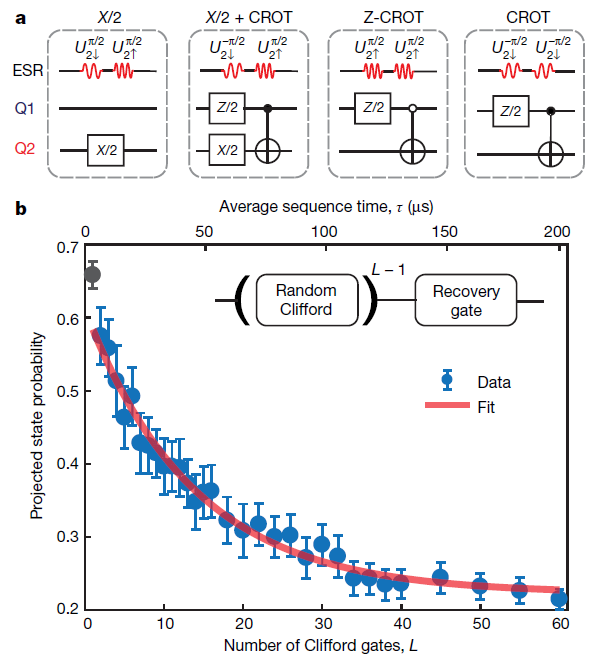 a
X/2
X/2 + CROT
Z-CROT
CROT
ESR
U2↓π/2 U2↑π/2
U2↓−π/2 U2↑π/2
U2↓π/2 U2↑π/2
U2↓−π/2 U2↓−π/2
Q1
Z/2
Z/2
Z/2
Q2
X/2
X/2
b
Average sequence time, τ (μs)
0 50 100 150 200
L − 1
( Random Clifford )
Recovery gate
Data
Fit
Projected state probability
0.7
0.6
0.5
0.4
0.3
0.2
0 10 20 30 40 50 60
Number of Clifford gates, L